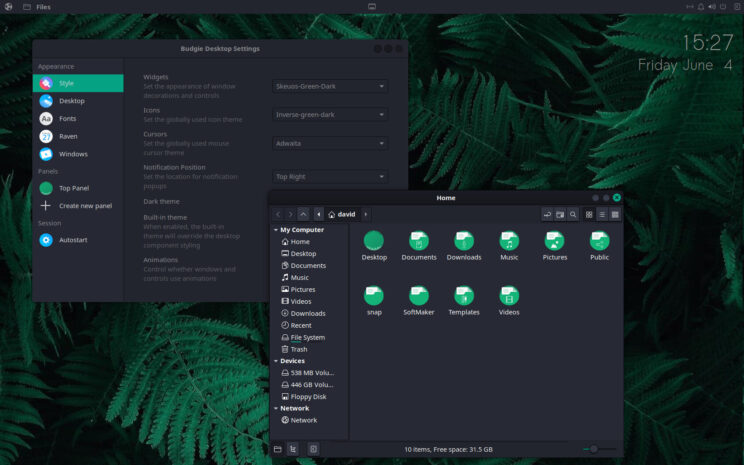 Files
15:27
Friday June 4
Budgie Desktop Settings
Appearance
Style
Desktop
Fonts
Raven
Windows
Panels
Top Panel
Create new panel
Session
Autostart
Widgets
Set the appearance of window
decorations and controls
Skeuos-Green-Dark
Icons
Set the globally used icon theme
Inverse-green-dark
Cursors
Set the globally used mouse
cursor theme
Adwaita
Notification Position
Set the location for notification
popups
Top Right
Dark theme
Built-in theme
When enabled, the built-in
theme will override the desktop
component styling
Animations
Control whether windows and
controls use animations
Home
david
My Computer
Home
Desktop
Documents
Music
Pictures
Videos
Downloads
Recent
File System
Trash
Devices
538 MB Volu...
446 GB Volu...
Floppy Disk
Network
Network
Desktop
Documents
Downloads
Music
Pictures
Public
snap
SoftMaker
Templates
Videos
10 items, Free space: 31.5 GB